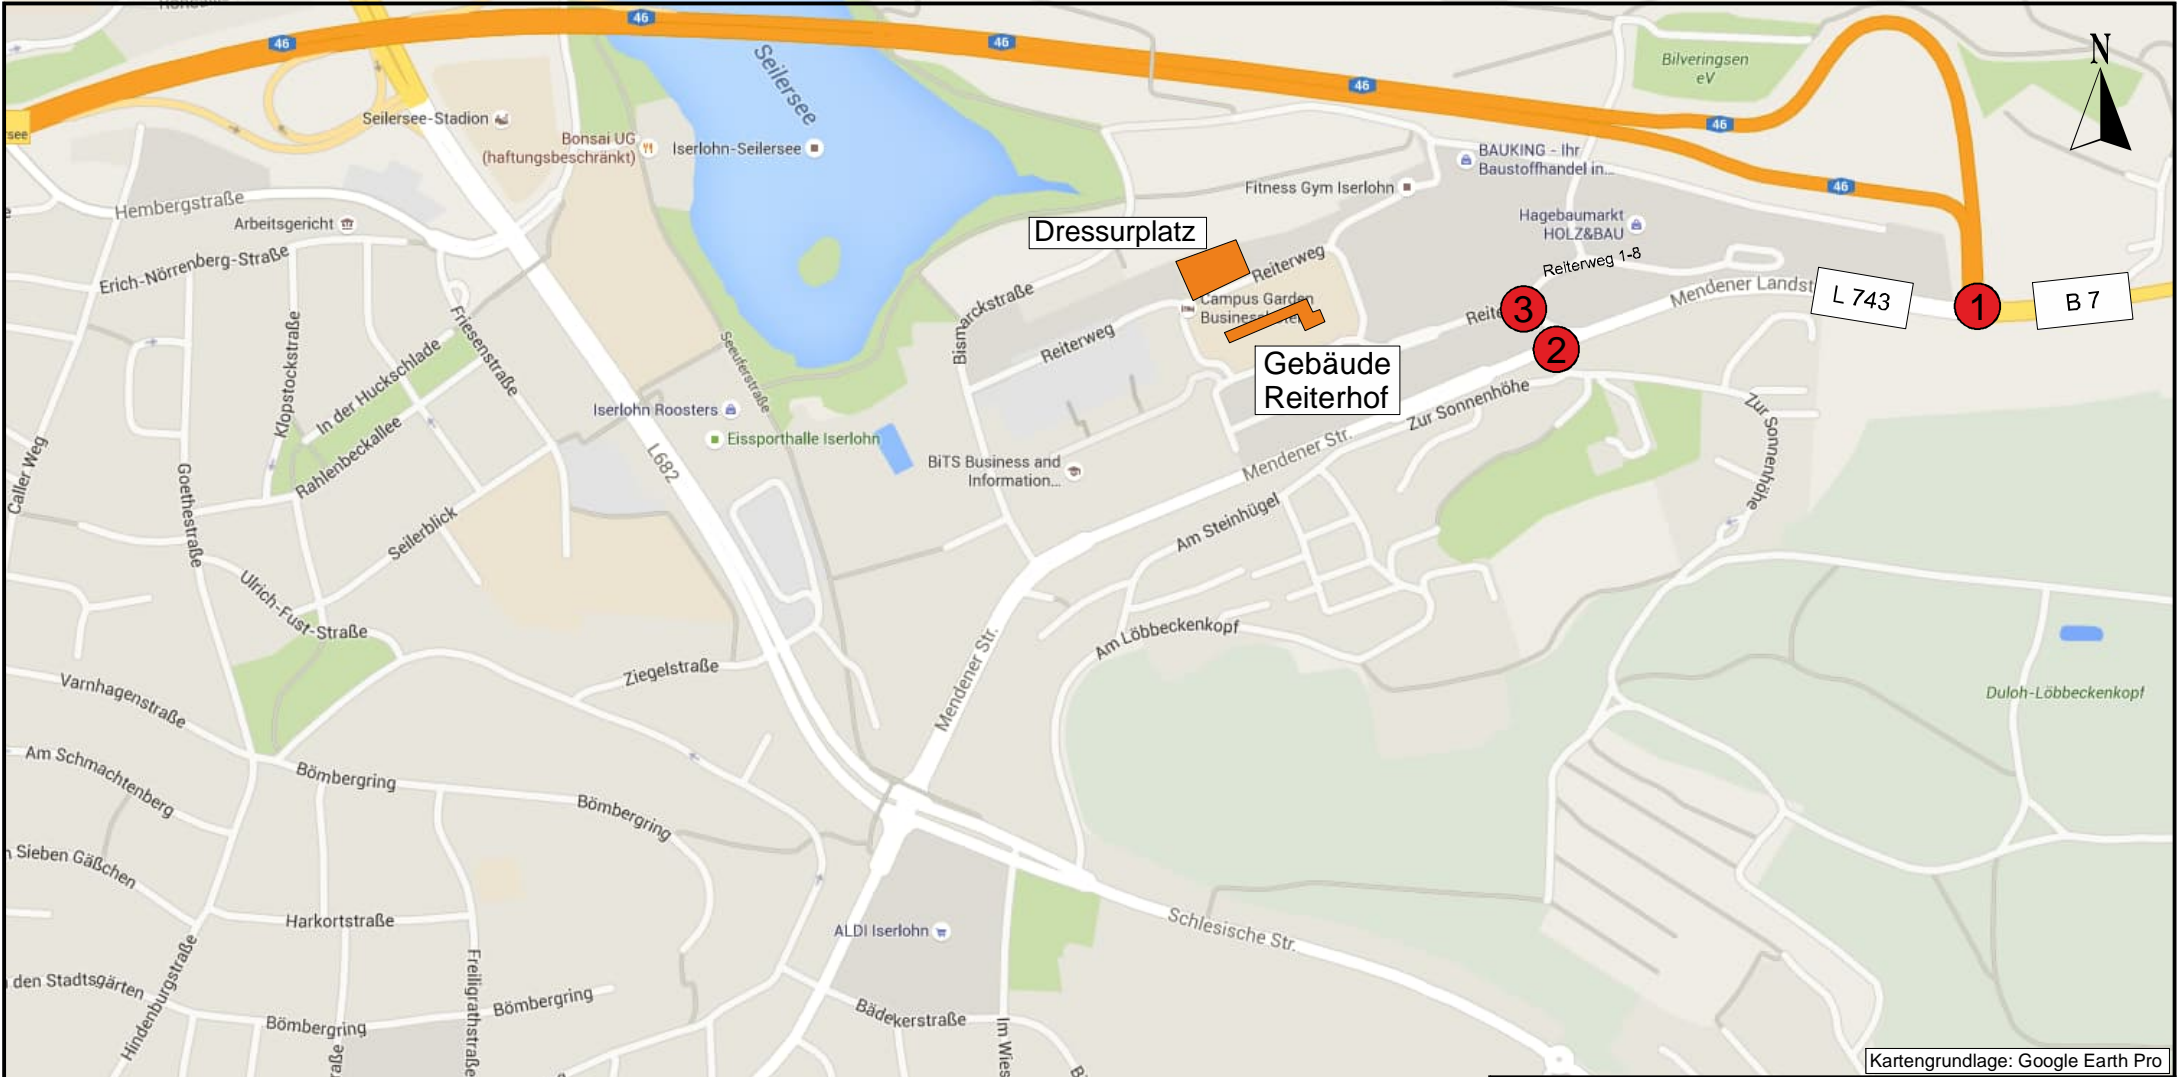 46
46
46
46
46
46
N
Seilersee
Bilveringsen
eV
see
Seilersee-Stadion
Bonsai UG
(haftungsbeschränkt)
Iserlohn-Seilersee
BAUKING - Ihr
Baustoffhandel in...
Fitness Gym Iserlohn
Hembergstraße
Arbeitsgericht
Hagebaumarkt
HOLZ&BAU
Dressurplatz
Erich-Nörrenberg-Straße
Reiterweg
Reiterweg 1-8
Mendener Landst
L 743
1
B 7
Campus Garden
Bismarckstraße
Reiterweg
3
2
Friesenstraße
Klopstockstraße
In der Huckschlade
Seeuferstraße
Gebäude
Reiterhof
Zur Sonnenhöhe
Zur Sonnenhöhe
Iserlohn Roosters
Eissporthalle Iserlohn
Rahlenbeckallee
Caller Weg
Goethestraße
L682
Mendener Str.
BiTS Business and
Information...
Seilerblick
Am Steinhügel
Ulrich-Fust-Straße
Am Löbbeckenkopf
Ziegelstraße
Mendener Str.
Duloh-Löbbeckenkopf
Varnhagenstraße
Am Schmachtenberg
Bömbergring
Bömbergring
Sieben Gäßchen
Harkortstraße
ALDI Iserlohn
Schlesische Str.
Hindenburgstraße
Freiligrathstraße
den Stadtsgärten
Bömbergring
Bömbergring
Bädekerstraße
Im Wies
raße
Kartengrundlage: Google Earth Pro